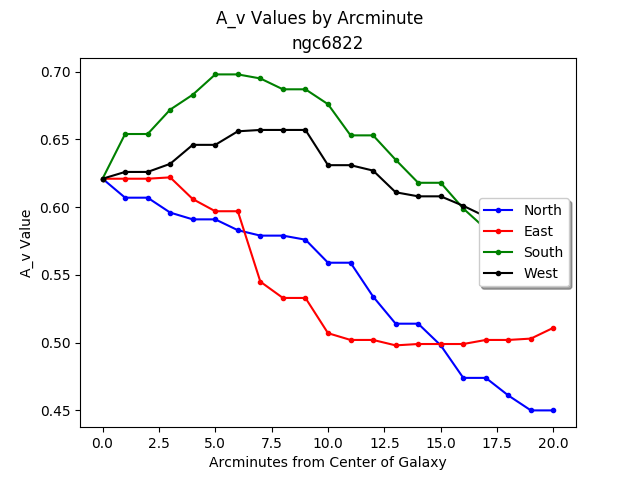 A_v Values by Arcminute
ngc6822
A_v Value
0.70
0.65
0.60
0.55
0.50
0.45
North
East
South
West
0.0 2.5 5.0 7.5 10.0 12.5 15.0 17.5 20.0
Arcminutes from Center of Galaxy